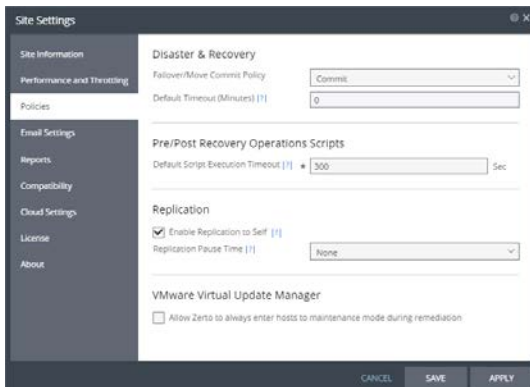 Site Settings
Site Information
Performance and Throttling
Policies
Email Settings
Reports
Compatibility
Cloud Settings
License
About
Disaster & Recovery
Failover/Move Commit Policy
Commit
Default Timeout (Minutes) [?]
0
Pre/Post Recovery Operations Scripts
Default Script Execution Timeout [?] * 300 Sec
Replication
Enable Replication to Self [?]
Replication Pause Time [?]
None
VMware Virtual Update Manager
Allow Zerto to always enter hosts to maintenance mode during remediation
CANCEL SAVE APPLY